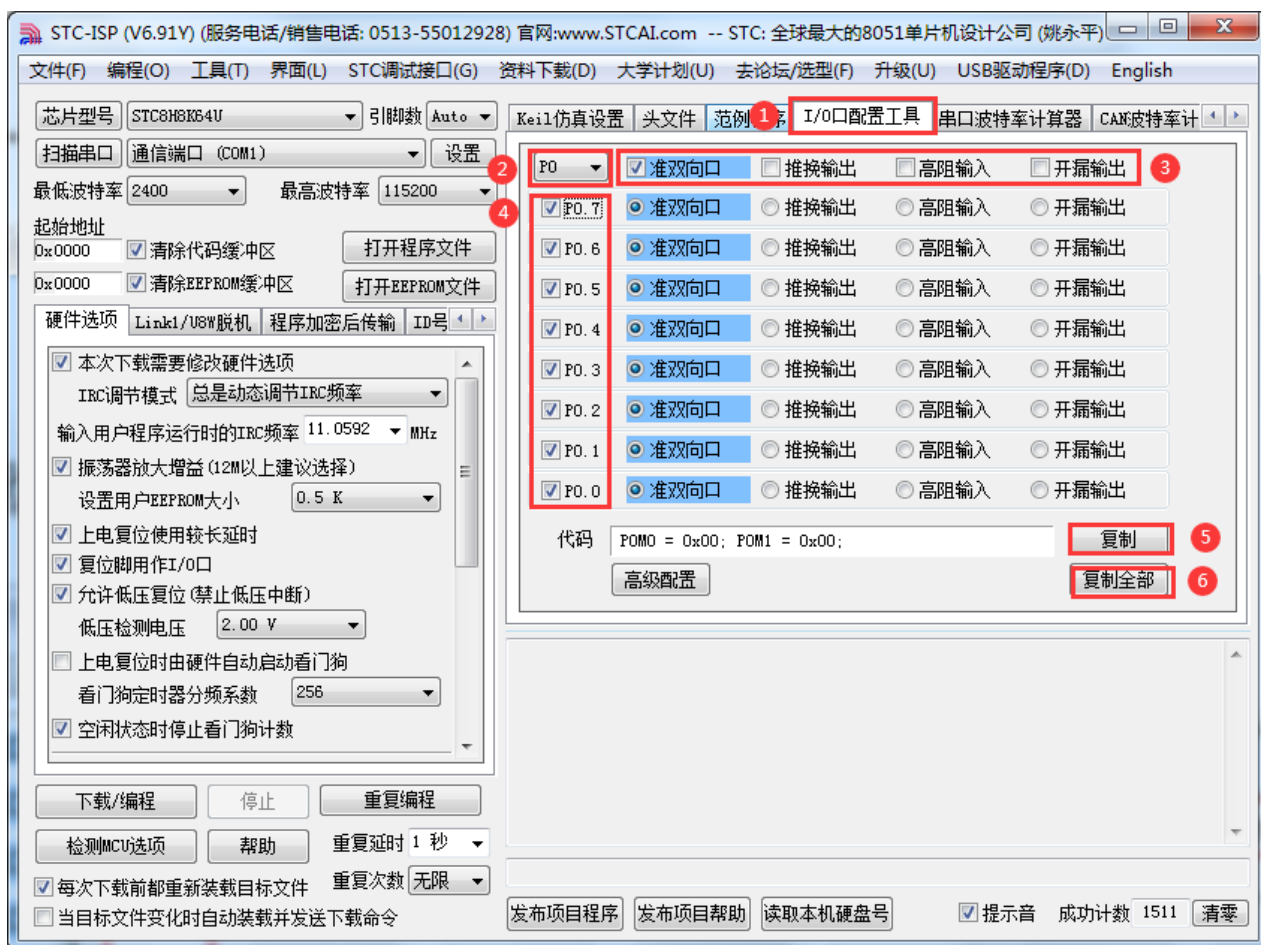 STC-ISP (V6.91Y) (服务电话/销售电话: 0513-55012928) 官网:www.STCAI.com -- STC: 全球最大的8051单片机设计公司 (姚永平)
文件(F) 编程(O) 工具(T) 界面(L) STC调试接口(G) 资料下载(D) 大学计划(U) 去论坛/选型(F) 升级(U) USB驱动程序(D) English
芯片型号 STC8H8K64U 引脚数 Auto
扫描串口 通信端口 (COM1) 设置
最低波特率 2400 最高波特率 115200
起始地址
0x0000 清除代码缓冲区 打开程序文件
0x0000 清除EEPROM缓冲区 打开EEPROM文件
硬件选项 Link1/U8W脱机 程序加密后传输 ID号
本次下载需要修改硬件选项
IRC调节模式 总是动态调节IRC频率
输入用户程序运行时的IRC频率 11.0592 MHz
振荡器放大增益(12M以上建议选择)
设置用户EEPROM大小 0.5 K
上电复位使用较长延时
复位脚用作I/O口
允许低压复位(禁止低压中断)
低压检测电压 2.00 V
上电复位时由硬件自动启动看门狗
看门狗定时器分频系数 256
空闲状态时停止看门狗计数
下载/编程 停止 重复编程
检测MCU选项 帮助 重复延时 1 秒
每次下载前都重新装载目标文件 重复次数 无限
当目标文件变化时自动装载并发送下载命令
Keil仿真设置 头文件 范例 1 序 I/O口配置工具 串口波特率计算器 CAN波特率计
2 P0 准双向口 推挽输出 高阻输入 开漏输出 3
4 P0.7 准双向口 推挽输出 高阻输入 开漏输出
P0.6 准双向口 推挽输出 高阻输入 开漏输出
P0.5 准双向口 推挽输出 高阻输入 开漏输出
P0.4 准双向口 推挽输出 高阻输入 开漏输出
P0.3 准双向口 推挽输出 高阻输入 开漏输出
P0.2 准双向口 推挽输出 高阻输入 开漏输出
P0.1 准双向口 推挽输出 高阻输入 开漏输出
P0.0 准双向口 推挽输出 高阻输入 开漏输出
代码 P0M0 = 0x00; P0M1 = 0x00; 复制 5
高级配置 复制全部 6
发布项目程序 发布项目帮助 读取本机硬盘号 提示音 成功计数 1511 清零